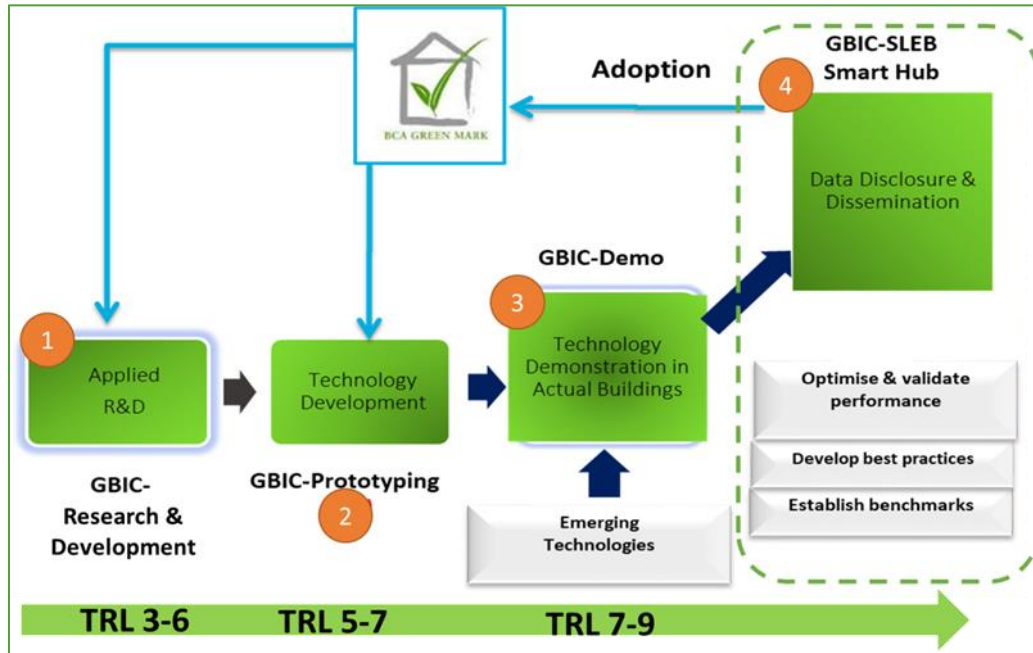 BCA GREEN MARK
Adoption
GBIC-SLEB
Smart Hub
4
Data Disclosure &
Dissemination
GBIC-Demo
3
Technology
Demonstration in
Actual Buildings
1
Applied
R&D
Technology
Development
GBIC-
Research &
Development
GBIC-Prototyping
2
Emerging
Technologies
Optimise & validate
performance
Develop best practices
Establish benchmarks
TRL 3-6
TRL 5-7
TRL 7-9